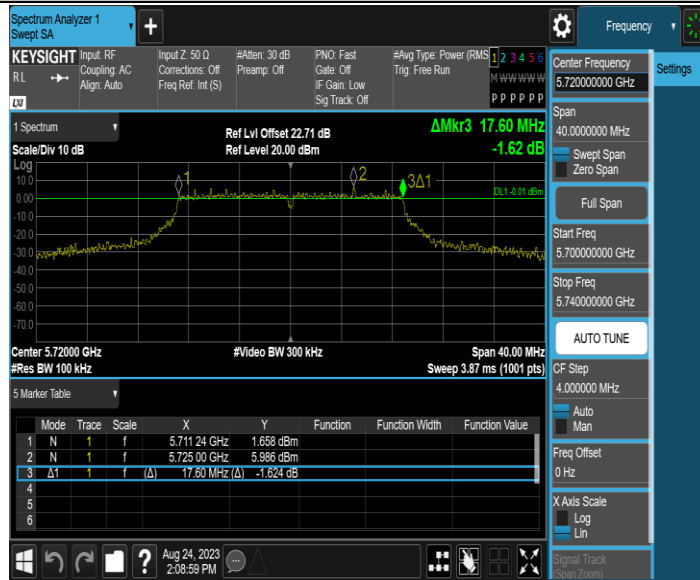 Spectrum Analyzer 1
Swept SA
Frequency
KEYSIGHT
RL
LXI
Input: RF
Coupling: AC
Align: Auto
Input Z: 50 Ω
Corrections: Off
Freq Ref: Int (S)
#Atten: 30 dB
Preamp: Off
PNO: Fast
Gate: Off
IF Gain: Low
Sig Track: Off
#Avg Type: Power (RMS
Trig: Free Run
1 2 3 4 5 6
M W W W W W
P P P P P P
1 Spectrum
Scale/Div 10 dB
Ref Lvl Offset 22.71 dB
Ref Level 20.00 dBm
ΔMkr3 17.60 MHz
-1.62 dB
Log
10.0
0.00
-10.0
-20.0
-30.0
-40.0
-50.0
-60.0
-70.0
1
2
3Δ1
DL1 -0.01 dBm
Center 5.72000 GHz
#Res BW 100 kHz
#Video BW 300 kHz
Span 40.00 MHz
Sweep 3.87 ms (1001 pts)
5 Marker Table
Mode Trace Scale X Y Function Function Width Function Value
1 N 1 f 5.711 24 GHz 1.658 dBm
2 N 1 f 5.725 00 GHz 5.986 dBm
3 Δ1 1 f (Δ) 17.60 MHz (Δ) -1.624 dB
4
5
6
Aug 24, 2023
2:08:59 PM
Center Frequency
5.720000000 GHz
Settings
Span
40.0000000 MHz
Swept Span
Zero Span
Full Span
Start Freq
5.700000000 GHz
Stop Freq
5.740000000 GHz
AUTO TUNE
CF Step
4.000000 MHz
Auto
Man
Freq Offset
0 Hz
X Axis Scale
Log
Lin
Signal Track
(Span Zoom)